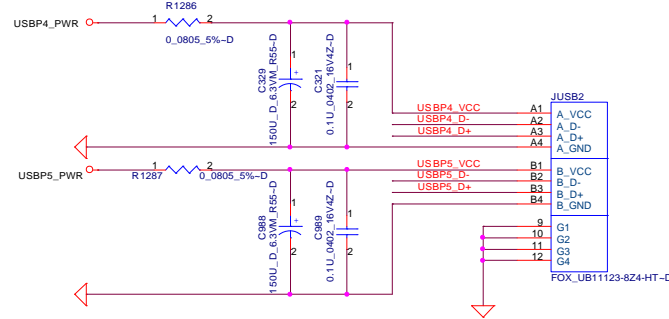 R1286
USBP4_PWR
1
2
0_0805_5%~D
C329
150U_D_6.3VM_R55~D
1
+
2
C321
0.1U_0402_16V4Z~D
1
2
JUSB2
USBP4_VCC A1 A_VCC
USBP4_D- A2 A_D-
USBP4_D+ A3 A_D+
A4 A_GND
USBP5_PWR
1
2
R1287
0_0805_5%~D
USBP5_VCC B1 B_VCC
USBP5_D- B2 B_D-
USBP5_D+ B3 B_D+
B4 B_GND
C988
150U_D_6.3VM_R55~D
1
+
2
C989
0.1U_0402_16V4Z~D
1
2
9 G1
10 G2
11 G3
12 G4
FOX_UB11123-8Z4-HT~D